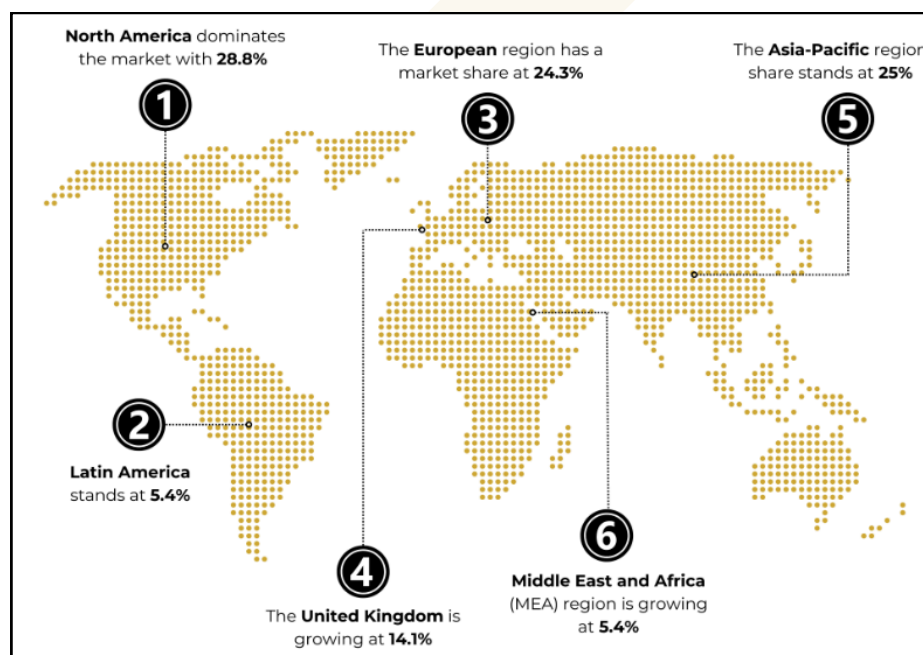 North America dominates
the market with 28.8%
1
The European region has a
market share at 24.3%
3
The Asia-Pacific region
share stands at 25%
5
2
Latin America
stands at 5.4%
4
The United Kingdom is
growing at 14.1%
6
Middle East and Africa
(MEA) region is growing
at 5.4%